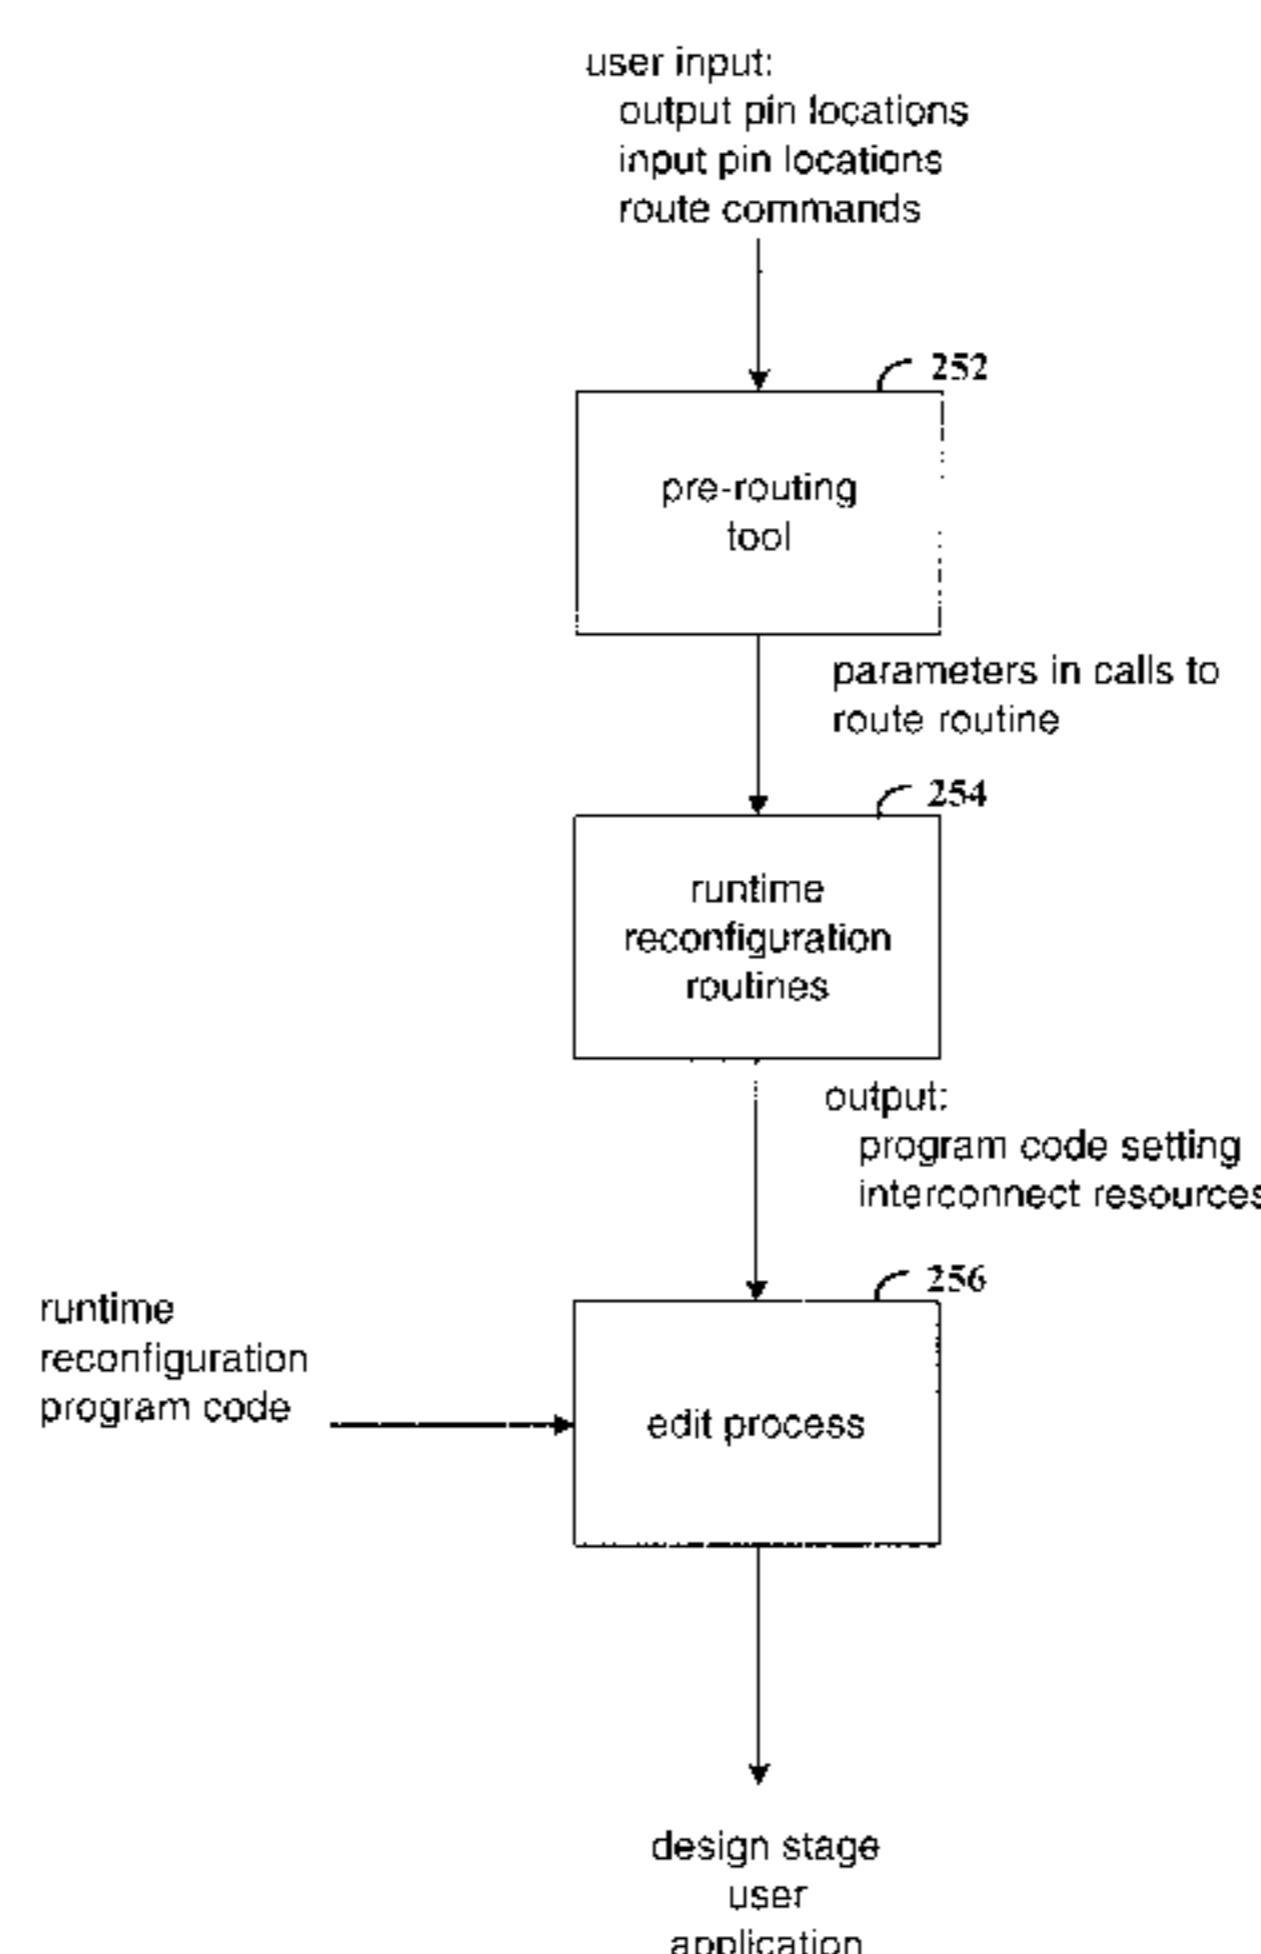 user input:
output pin locations
input pin locations
route commands
252
pre-routing
tool
parameters in calls to
route routine
254
runtime
reconfiguration
routines
output:
program code setting
interconnect resources
256
runtime
reconfiguration
program code
edit process
design stage
user
application